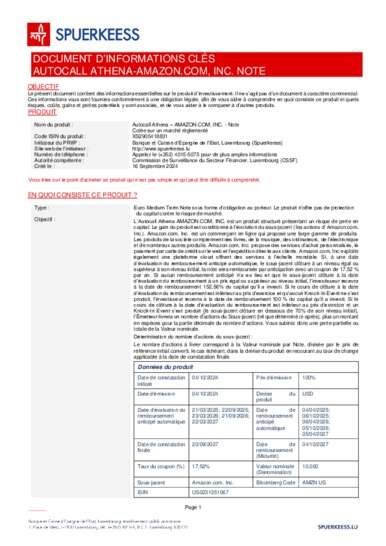 SPUERKEESS
DOCUMENT D'INFORMATIONS CLÉS
AUTOCALL ATHENA-AMAZON.COM, INC. NOTE
OBJECTIF
Le présent document contient des informations essentielles sur le produit d'investissement. Il ne s'agit pas d'un document à caractère commercial.
Ces informations vous sont fournies conformément à une obligation légale, afin de vous aider à comprendre en quoi consiste ce produit et quels
risques, coûts, gains et pertes potentiels y sont associés, et de vous aider à le comparer à d'autres produits.
PRODUIT
Nom du produit : Autocall Athena – AMAZON.COM, INC. - Note
Cotée sur un marché réglementé
Code ISIN du produit :
Initiateur du PRIIP : Banque et Caisse d'Epargne de l'Etat, Luxembourg (Spuerkeess)
Site web de l'initiateur : http://www.spuerkeess.lu
Numéro de téléphone : Appelez le (+352) 4015-5075 pour de plus amples informations
Autorité compétente : Commission de Surveillance du Secteur Financier, Luxembourg (CSSF)
Créé le : 16 Septembre 2024
Vous êtes sur le point d'acheter un produit qui n'est pas simple et qui peut être difficile à comprendre.
EN QUOI CONSISTE CE PRODUIT ?
Type : Euro Medium Term Note sous forme d'obligation au porteur. Le produit n'offre pas de protection
du capital contre le risque de marché.
Objectif : L'Autocall Athena AMAZON.COM, INC. est un produit structuré présentant un risque de perte en
capital. Le gain du produit est conditionné à l'évolution du sous-jacent (les actions d'Amazon.com,
Inc.). Amazon.com, Inc. est un commerçant en ligne qui propose une large gamme de produits.
Les produits de la société comprennent des livres, de la musique, des ordinateurs, de l'électronique
et de nombreux autres produits. Amazon.com, Inc. propose des services d'achat personnalisés, le
paiement par carte de crédit sur le web et l'expédition directe aux clients. Amazon.com, Inc. exploite
également une plateforme cloud offrant des services à l'échelle mondiale. Si, à une date
d'évaluation du remboursement anticipé automatique, le sous-jacent clôture à un niveau égal ou
supérieur à son niveau initial, la note sera remboursée par anticipation avec un coupon de 17.52 %
par an. Si aucun remboursement anticipé n'a eu lieu et que le sous-jacent clôture à la date
d'évaluation du remboursement à un prix égal ou supérieur au niveau d'exercice, l'investisseur recevra
à la date de remboursement 152,56% du capital qu'il a investi. Si le cours de clôture à la date
d'évaluation du remboursement est inférieur au prix d'exercice et qu'aucun Knock-In Event ne s'est
produit, l'investisseur recevra à la date de remboursement 100 % du capital qu'il a investi. Si le
cours de clôture à la date d'évaluation du remboursement est inférieur au prix d'exercice et un
Knock-In Event s'est produit (le sous-jacent clôture en dessous de 70% de son niveau initial),
l'Émetteur livrera un nombre d'actions du Sous-jacent (tel que déterminé ci-après), plus un montant
en espèces pour la partie décimale du nombre d'actions. Vous subirez donc une perte partielle ou
totale de la Valeur nominale.
Détermination du nombre d'actions du sous-jacent :
Le nombre d'actions à livrer correspond à la Valeur nominale par Note, divisée par le prix de
référence initial converti, le cas échéant, dans la devise du produit en recourant au taux de change
applicable à la date de constatation finale.
Données du produit
Date de constatation initiale 04/10/2024 Prix d'émission 100%
Date d'émission 04/10/2024 Devise du produit USD
Date d'évaluation du remboursement anticipé automatique 21/03/2025; 22/09/2025; 23/03/2026; 21/09/2026; 22/03/2027 Date de remboursement anticipé automatique 04/04/2025; 06/10/2025; 06/04/2026; 05/10/2026; 05/04/2027
Date de constatation finale 20/09/2027 Date de remboursement (Maturité) 04/10/2027
Taux du coupon (%) 17.52% Valeur nominale (Denomination) 10.000
Sous-jacent Amazon.com, Inc. Bloomberg Code AMZN US
ISIN US0231351067
Page 1
Banque et Caisse d'Epargne de l'Etat, Luxembourg, établissement public autonome
SPUERKEESS.LU